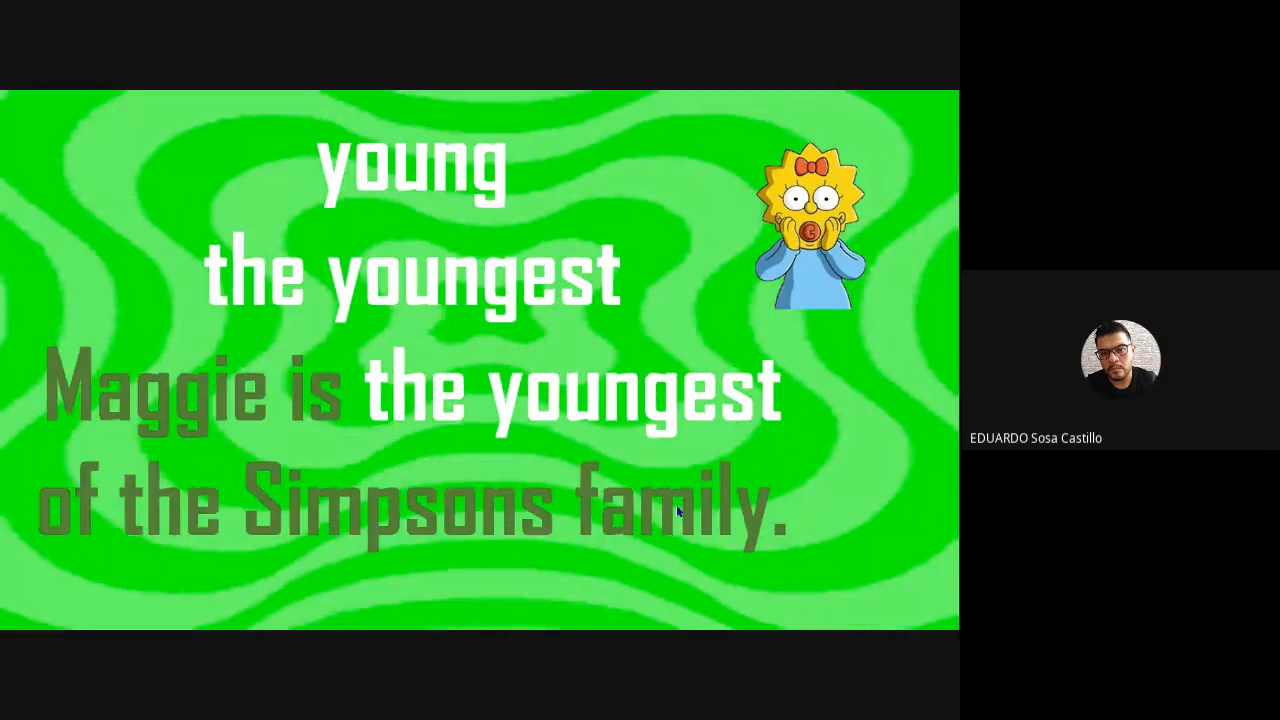 young
the youngest
Maggie is the youngest
of the Simpsons family.
EDUARDO Sosa Castillo